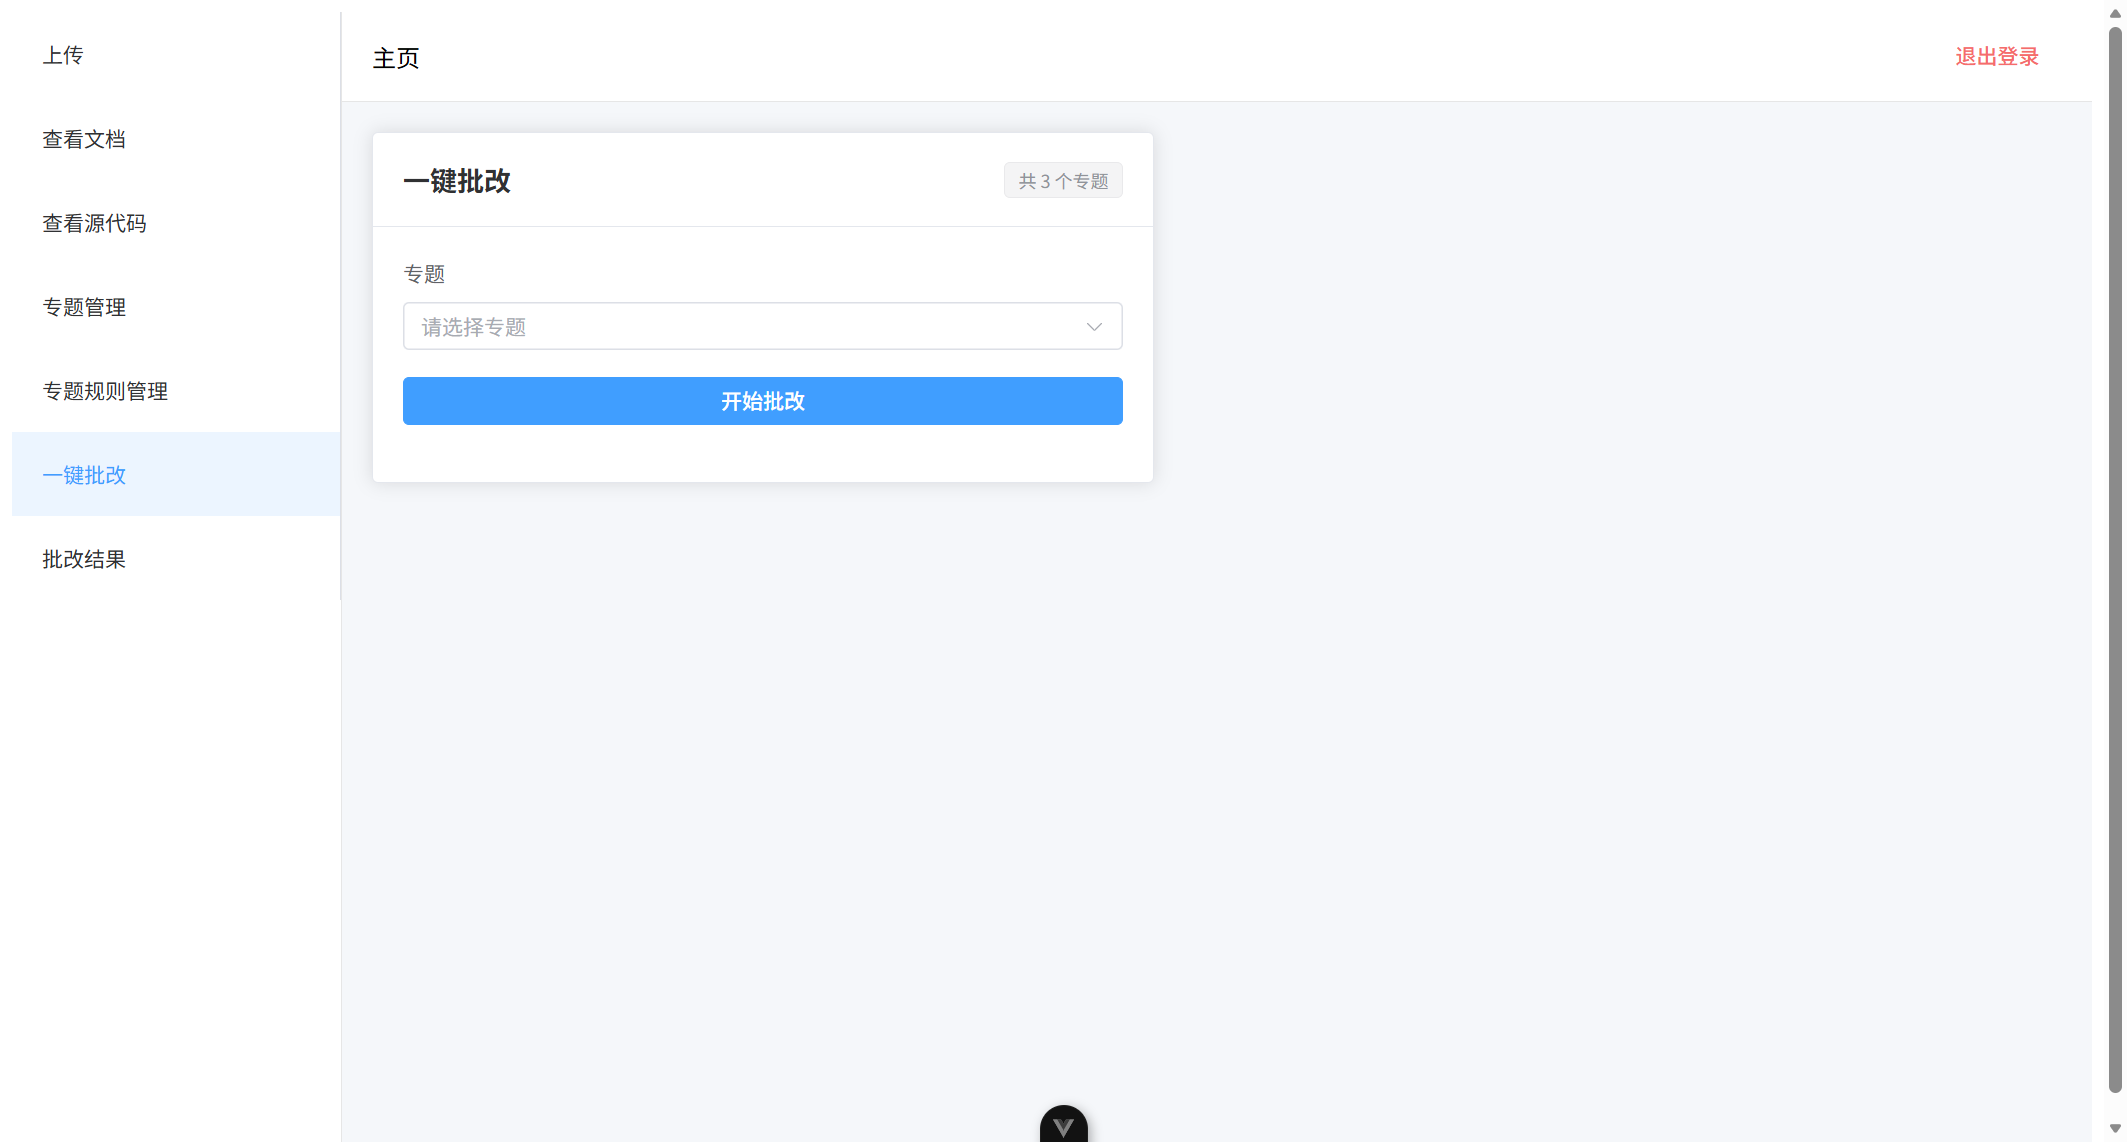 上传
查看文档
查看源代码
专题管理
专题规则管理
一键批改
批改结果
主页
退出登录
一键批改
共 3 个专题
专题
请选择专题
开始批改